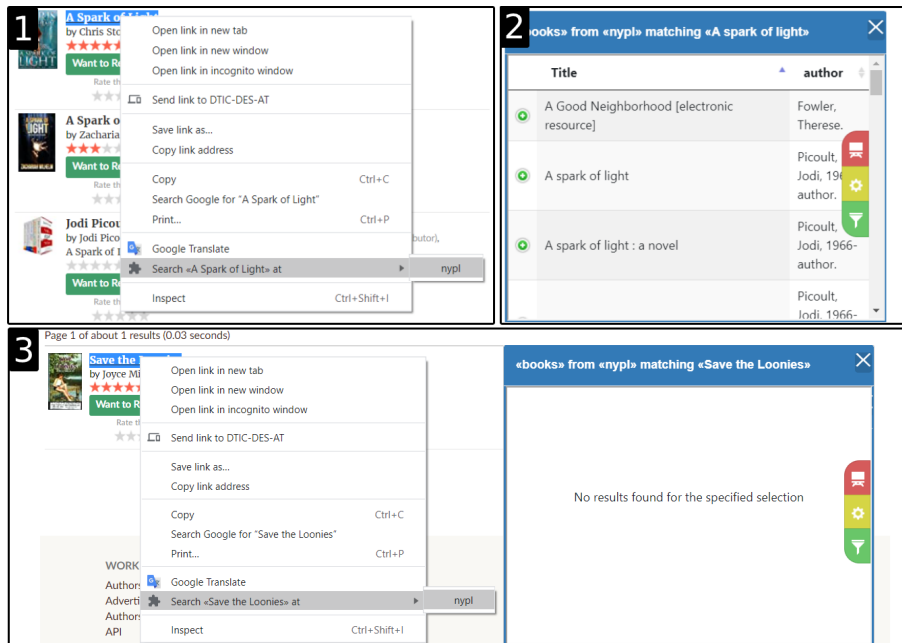 1
A Spark of Light
by Chris Sto
LIGHT
Want to Re
Rate th
A Spark o
by Zacharia
LIGHT
Want to Re
Rate th
Jodi Picou
by Jodi Pico
butor),
A Spark of L
Want to Re
Rate th
Open link in new tab
Open link in new window
Open link in incognito window
Send link to DTIC-DES-AT
Save link as...
Copy link address
Copy Ctrl+C
Search Google for "A Spark of Light"
Print... Ctrl+P
Google Translate
Search «A Spark of Light» at
nypl
Inspect Ctrl+Shift+I
2
books» from «nypl» matching «A spark of light»
Title author
A Good Neighborhood [electronic
resource]
Fowler,
Therese.
A spark of light
Picoult,
Jodi, 196
author.
A spark of light : a novel
Picoult,
Jodi, 1966-
author.
Picoult,
Jodi. 1966-
3
Page 1 of about 1 results (0.03 seconds)
Save the Loonies
by Joyce Mi
Want to R
Rate th
WORK
Authors
Adverti
Authors
API
Open link in new tab
Open link in new window
Open link in incognito window
Send link to DTIC-DES-AT
Save link as...
Copy link address
Copy Ctrl+C
Search Google for "Save the Loonies"
Print... Ctrl+P
Google Translate
Search «Save the Loonies» at
nypl
Inspect Ctrl+Shift+I
«books» from «nypl» matching «Save the Loonies»
No results found for the specified selection